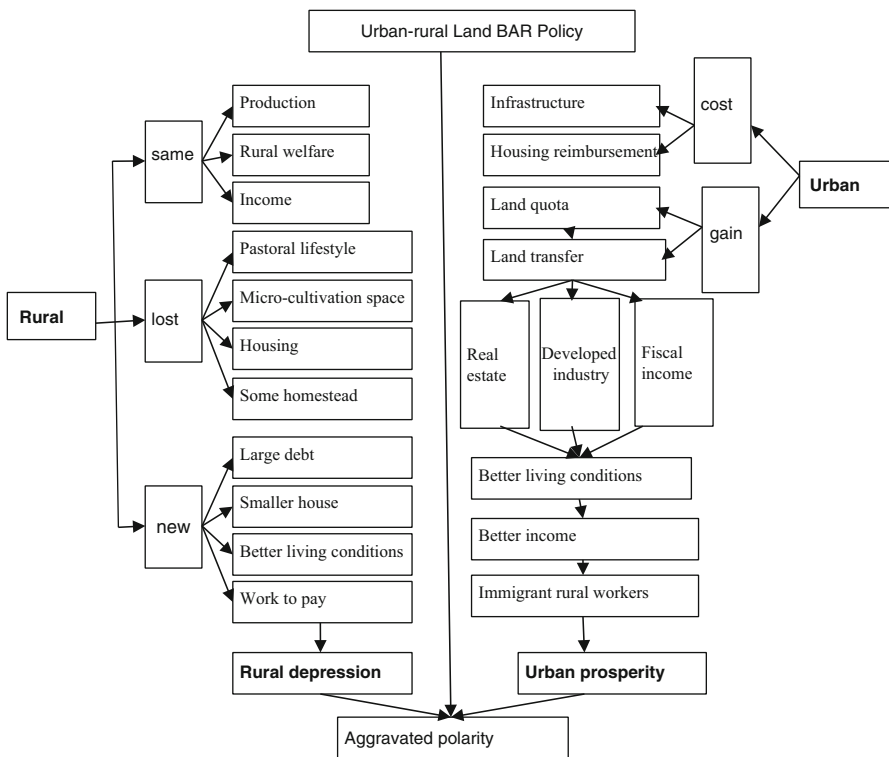 Urban-rural Land BAR Policy
Rural
same
Production
Rural welfare
Income
lost
Pastoral lifestyle
Micro-cultivation space
Housing
Some homestead
new
Large debt
Smaller house
Better living conditions
Work to pay
Rural depression
Urban
cost
Infrastructure
Housing reimbursement
gain
Land quota
Land transfer
Real
estate
Developed
industry
Fiscal
income
Better living conditions
Better income
Immigrant rural workers
Urban prosperity
Aggravated polarity